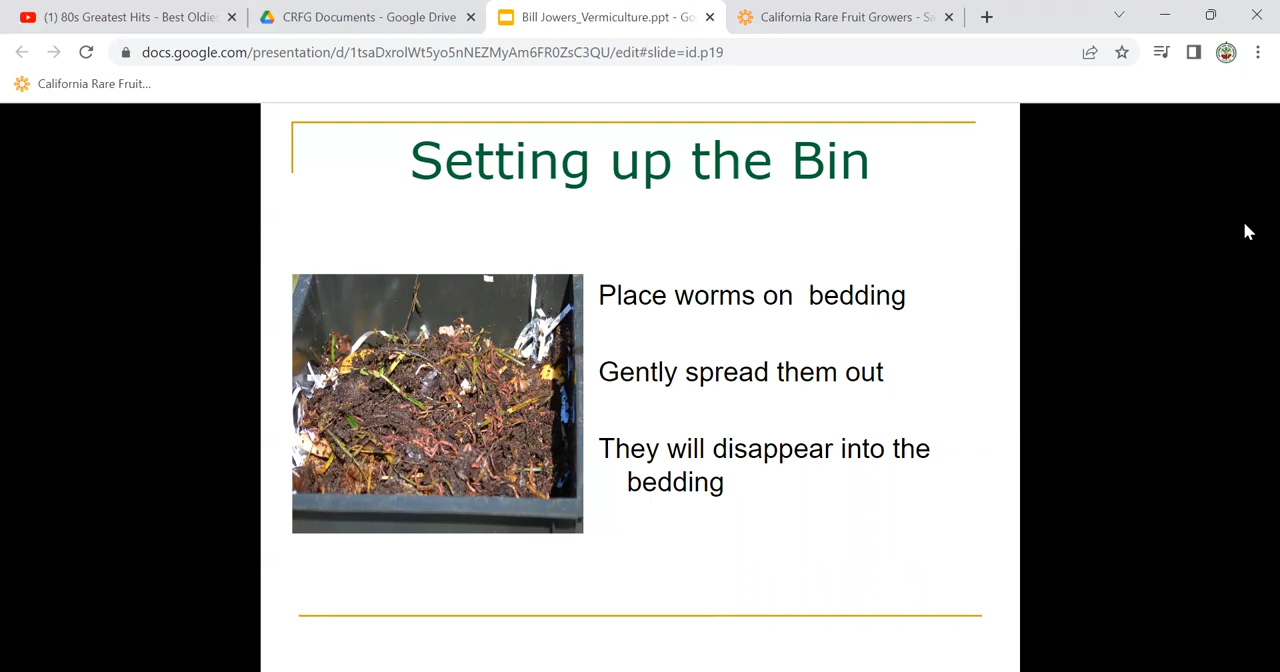 (1) 80s Greatest Hits - Best Oldie
CRFG Documents - Google Drive
Bill Jowers_Vermiculture.ppt - Go
California Rare Fruit Growers - Sa
docs.google.com/presentation/d/1tsaDxrolWt5yo5nNEZMyAm6FR0ZsC3QU/edit#slide=id.p19
California Rare Fruit...
Setting up the Bin
Place worms on bedding
Gently spread them out
They will disappear into the
bedding